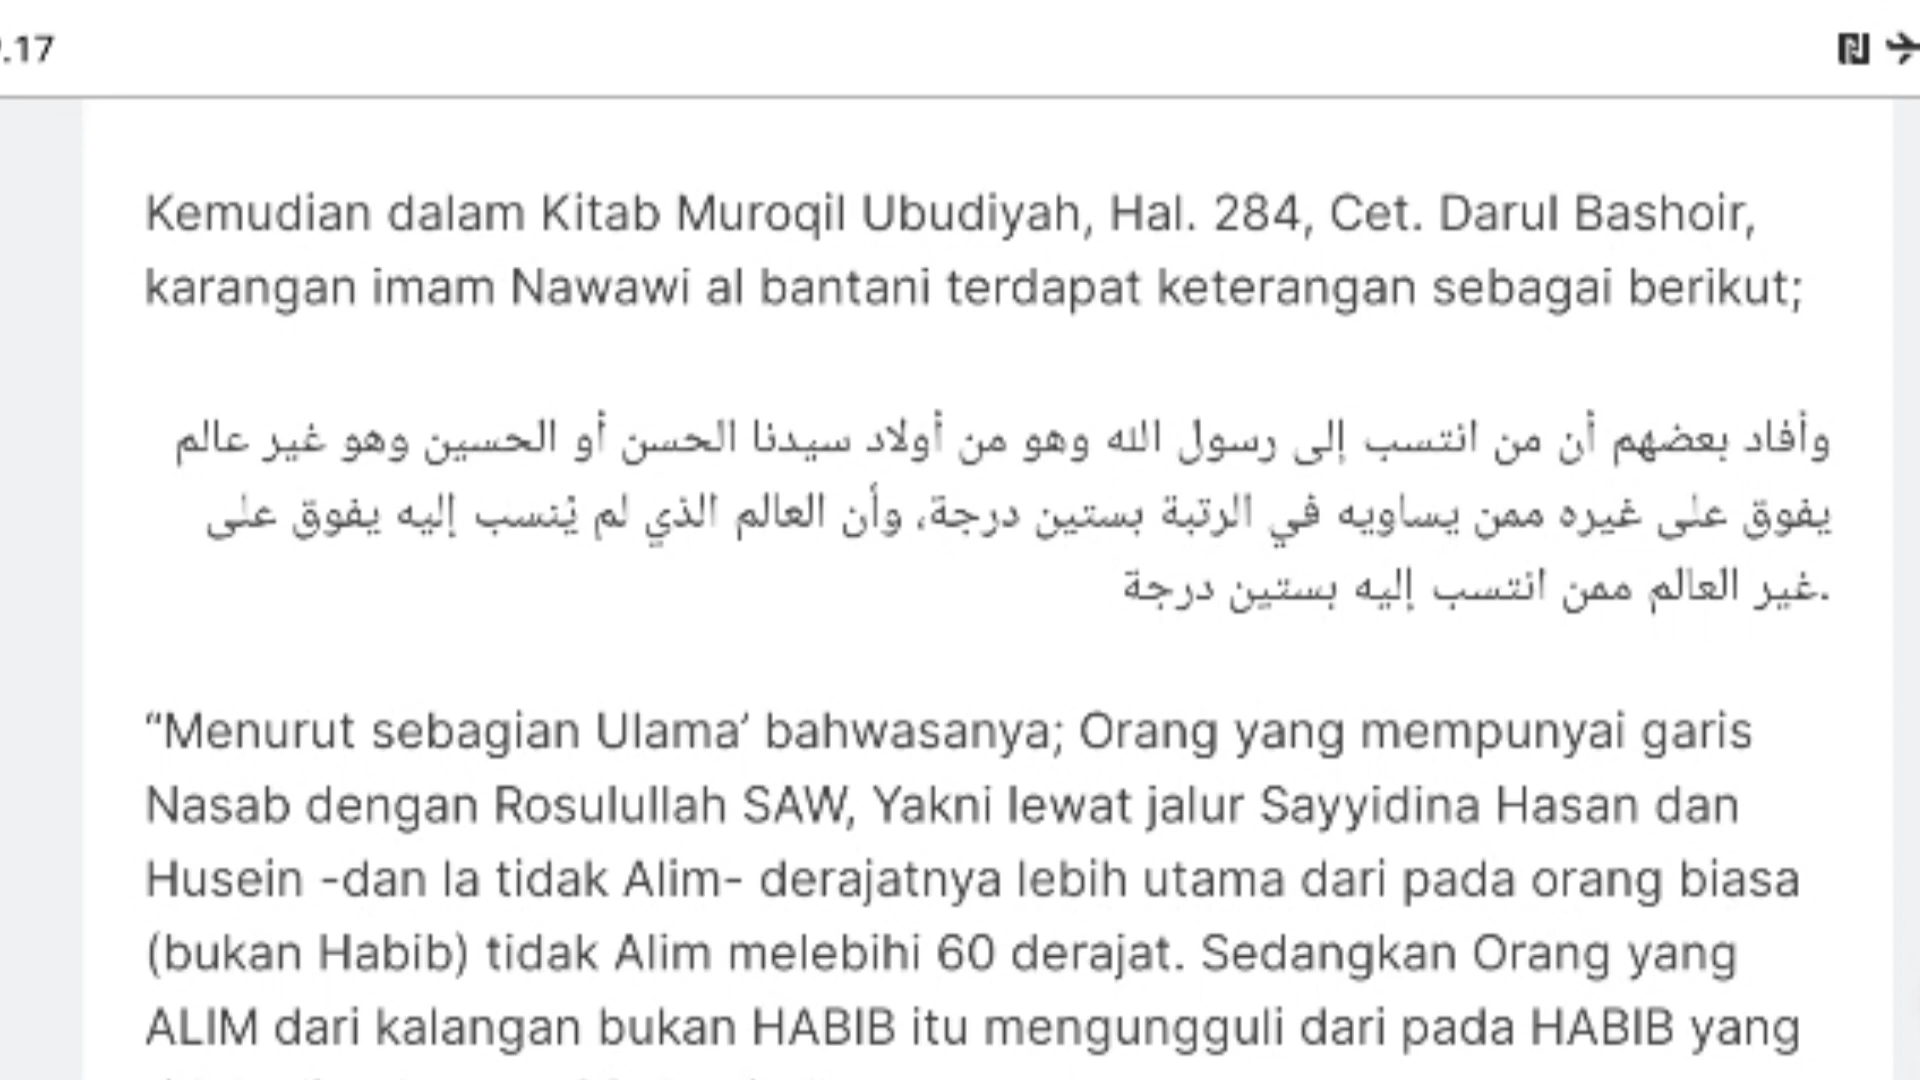 .17
Kemudian dalam Kitab Muroqil Ubudiyah, Hal. 284, Cet. Darul Bashoir,
karangan imam Nawawi al bantani terdapat keterangan sebagai berikut;
وأفاد بعضهم أن من انتسب إلى رسول الله وهو من أولاد سيدنا الحسن أو الحسين وهو غير عالم
يفوق على غيره ممن يساويه في الرتبة بستين درجة، وأن العالم الذي لم يُنسب إليه يفوق على
.غير العالم ممن انتسب إليه بستين درجة
“Menurut sebagian Ulama’ bahwasanya; Orang yang mempunyai garis
Nasab dengan Rosulullah SAW, Yakni lewat jalur Sayyidina Hasan dan
Husein -dan Ia tidak Alim- derajatnya lebih utama dari pada orang biasa
(bukan Habib) tidak Alim melebihi 60 derajat. Sedangkan Orang yang
ALIM dari kalangan bukan HABIB itu mengungguli dari pada HABIB yang